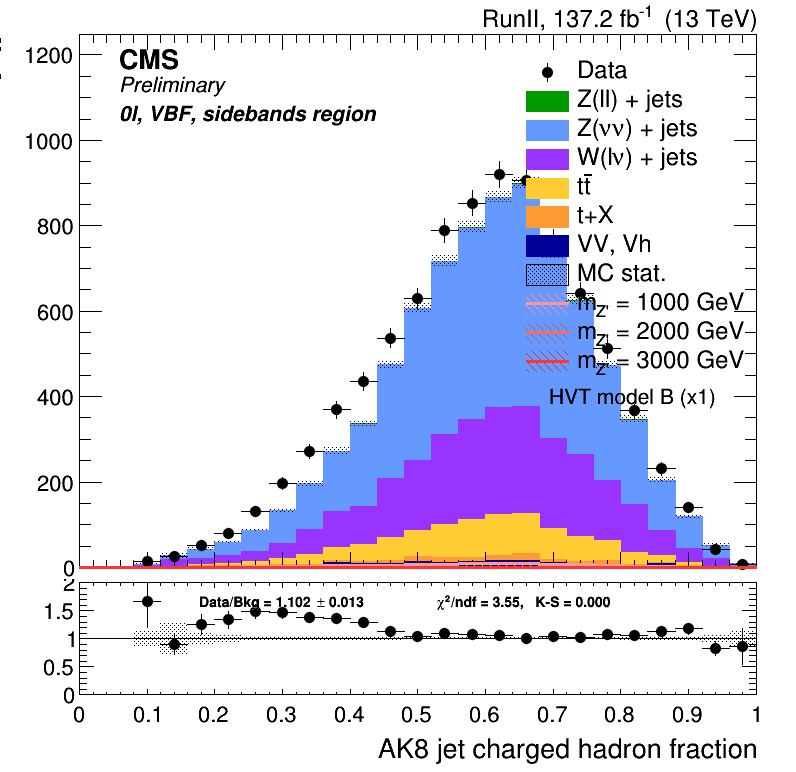 RunII, 137.2 fb⁻¹ (13 TeV)
CMS
Preliminary
0l, VBF, sidebands region
Data
Z(ll) + jets
Z(νν) + jets
W(lν) + jets
tt̄
t+X
VV, Vh
MC stat.
m_Z' = 1000 GeV
m_Z' = 2000 GeV
m_Z' = 3000 GeV
HVT model B (x1)
1200
1000
800
600
400
200
0
2
1.5
1
0.5
0
Data/Bkg = 1.102 ± 0.013
χ²/ndf = 3.55, K-S = 0.000
0 0.1 0.2 0.3 0.4 0.5 0.6 0.7 0.8 0.9 1
AK8 jet charged hadron fraction